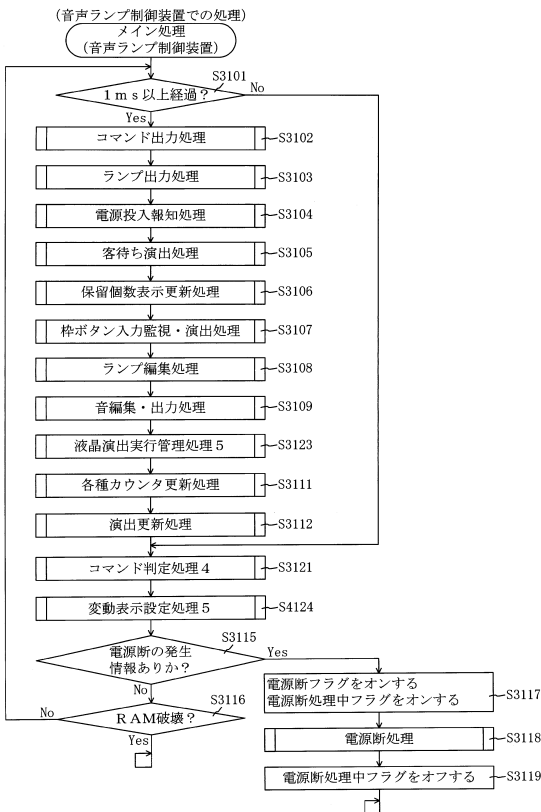 (音声ランプ制御装置での処理)
メイン処理
(音声ランプ制御装置)
S3101
1ms以上経過?
No
Yes
コマンド出力処理
S3102
ランプ出力処理
S3103
電源投入報知処理
S3104
客待ち演出処理
S3105
保留個数表示更新処理
S3106
枠ボタン入力監視・演出処理
S3107
ランプ編集処理
S3108
音編集・出力処理
S3109
液晶演出実行管理処理5
S3123
各種カウンタ更新処理
S3111
演出更新処理
S3112
コマンド判定処理4
S3121
変動表示設定処理5
S4124
S3115
電源断の発生
情報ありか?
Yes
No
S3116
RAM破壊?
No
Yes
電源断フラグをオンする
電源断処理中フラグをオンする
S3117
電源断処理
S3118
電源断処理中フラグをオフする
S3119